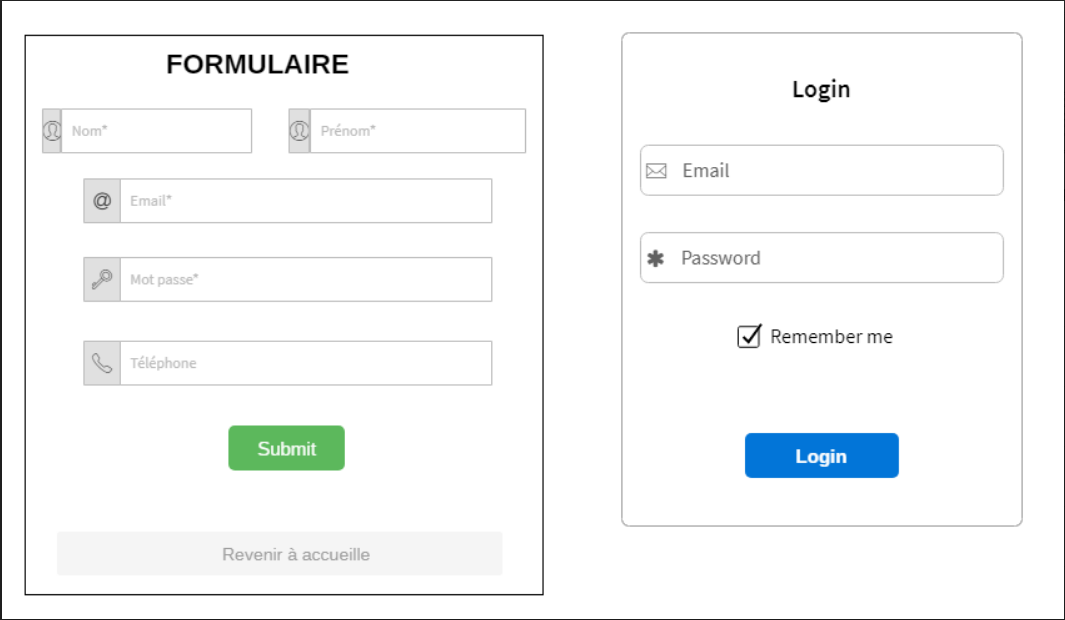 FORMULAIRE
Nom*
Prénom*
@ Email*
Mot passe*
Téléphone
Submit
Revenir à accueille
Login
Email
✱ Password
Remember me
Login